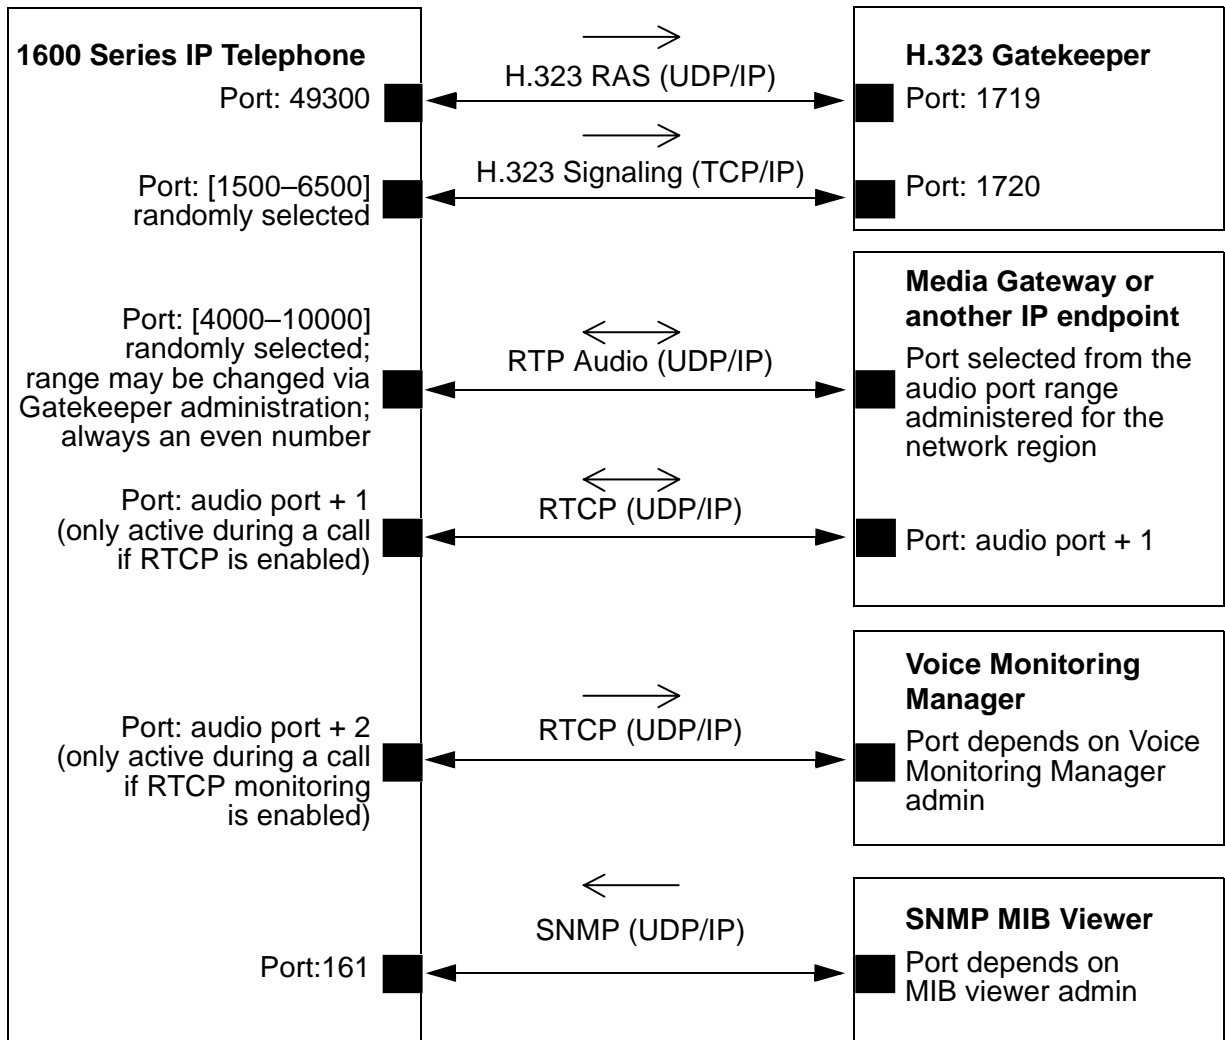 1600 Series IP Telephone
H.323 RAS (UDP/IP)
H.323 Gatekeeper
Port: 49300
Port: 1719
H.323 Signaling (TCP/IP)
Port: [1500–6500]
randomly selected
Port: 1720
Media Gateway or
another IP endpoint
Port: [4000–10000]
randomly selected;
range may be changed via
Gatekeeper administration;
always an even number
RTP Audio (UDP/IP)
Port selected from the
audio port range
administered for the
network region
Port: audio port + 1
(only active during a call
if RTCP is enabled)
RTCP (UDP/IP)
Port: audio port + 1
Voice Monitoring
Manager
Port: audio port + 2
(only active during a call
if RTCP monitoring
is enabled)
RTCP (UDP/IP)
Port depends on Voice
Monitoring Manager
admin
SNMP MIB Viewer
Port:161
SNMP (UDP/IP)
Port depends on
MIB viewer admin